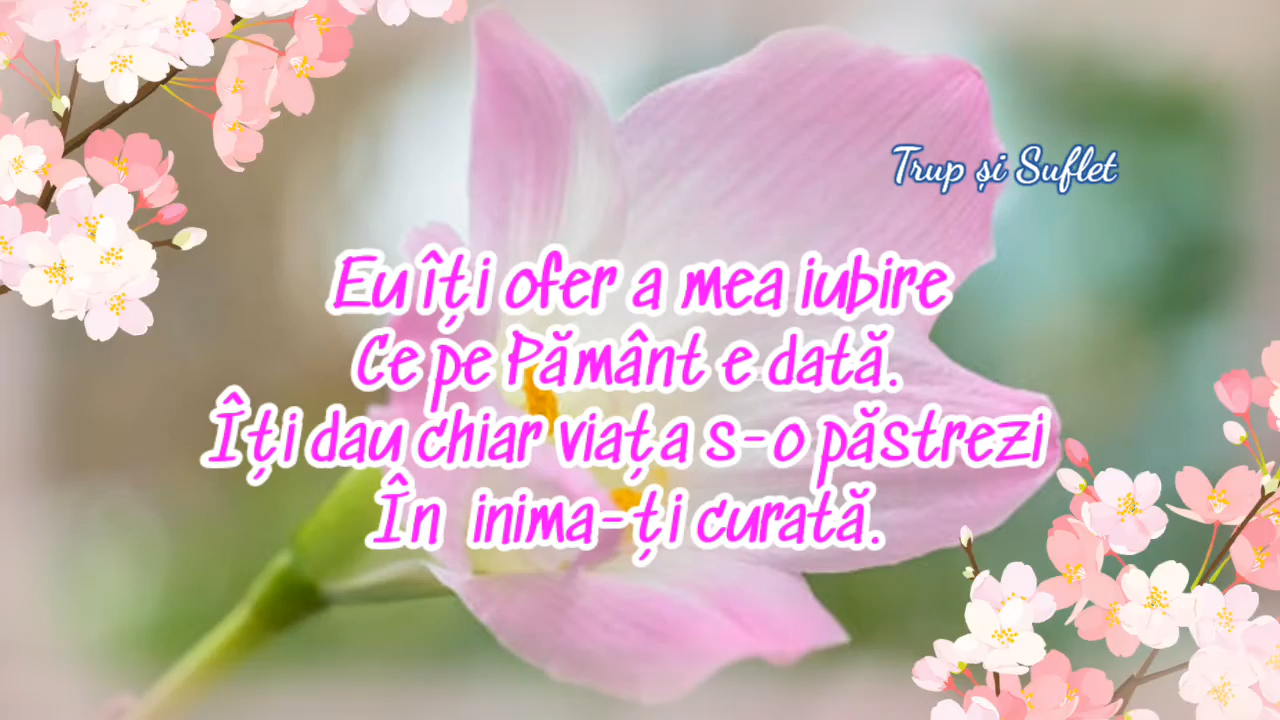 Trup și Suflet
Eu îți ofer a mea iubire
Ce pe Pământ e dată.
Îți dau chiar viața s-o păstrezi
În inima-ți curată.